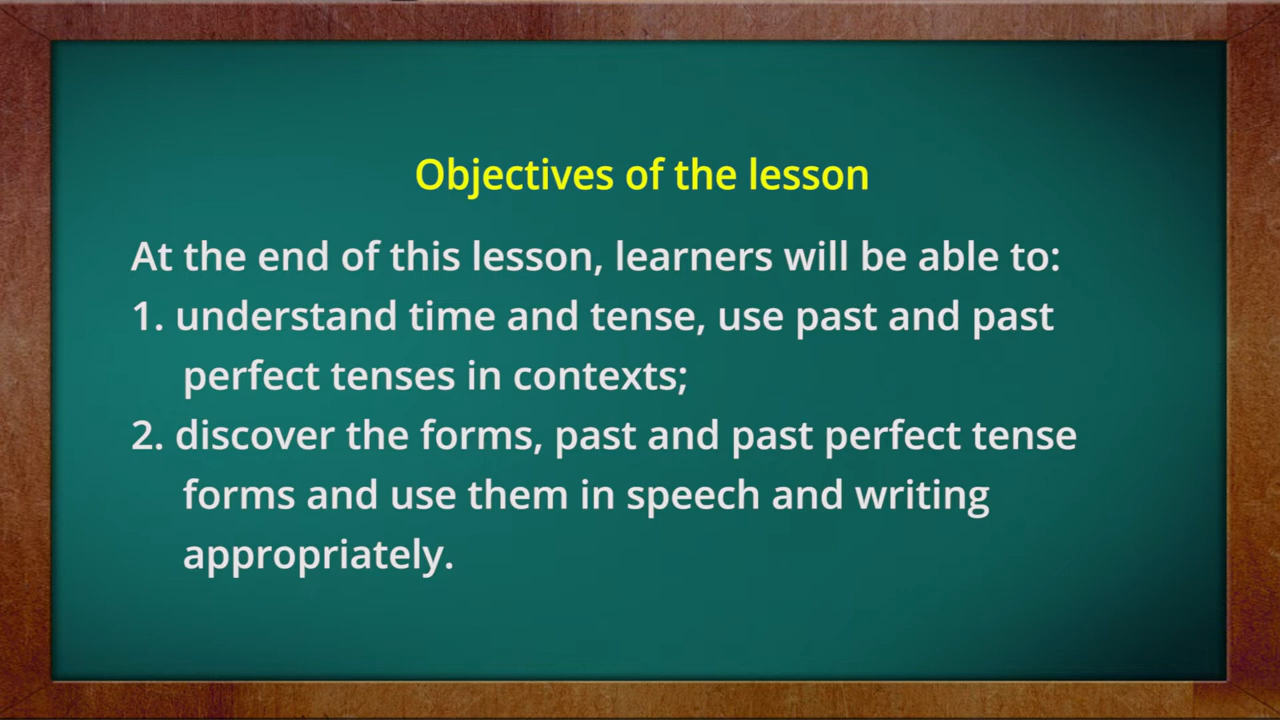 Objectives of the lesson
At the end of this lesson, learners will be able to:
1. understand time and tense, use past and past
perfect tenses in contexts;
2. discover the forms, past and past perfect tense
forms and use them in speech and writing
appropriately.